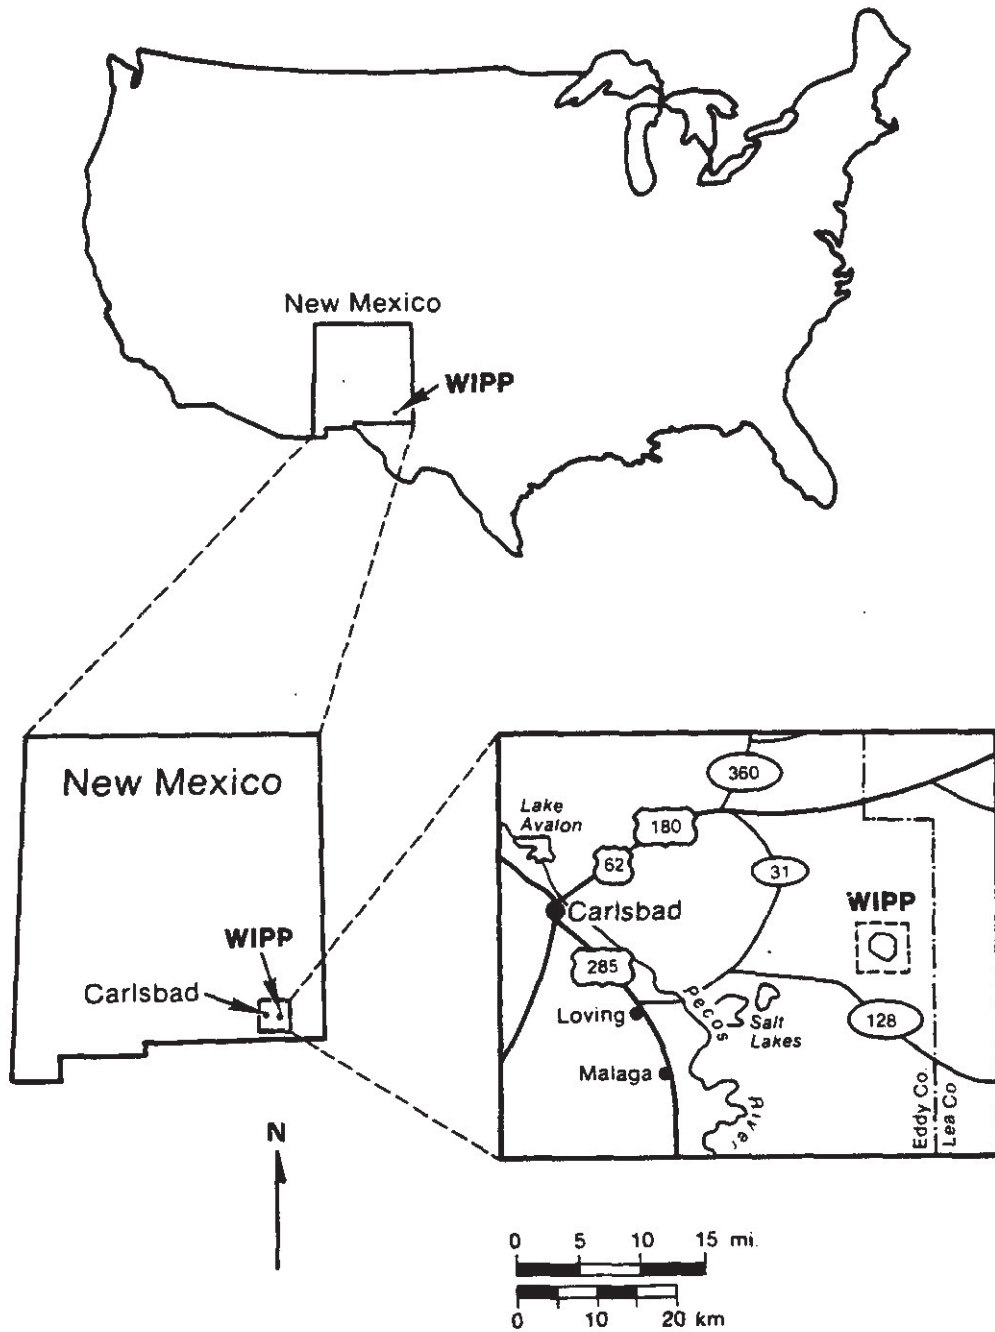 New Mexico
WIPP
New Mexico
WIPP
Carlsbad
N
360
Lake
Avalon
180
62
31
WIPP
Carlsbad
285
Pecos
Loving
Salt
Lakes
128
Malaga
River
Eddy Co.
Lea Co
0 5 10 15 mi.
0 10 20 km